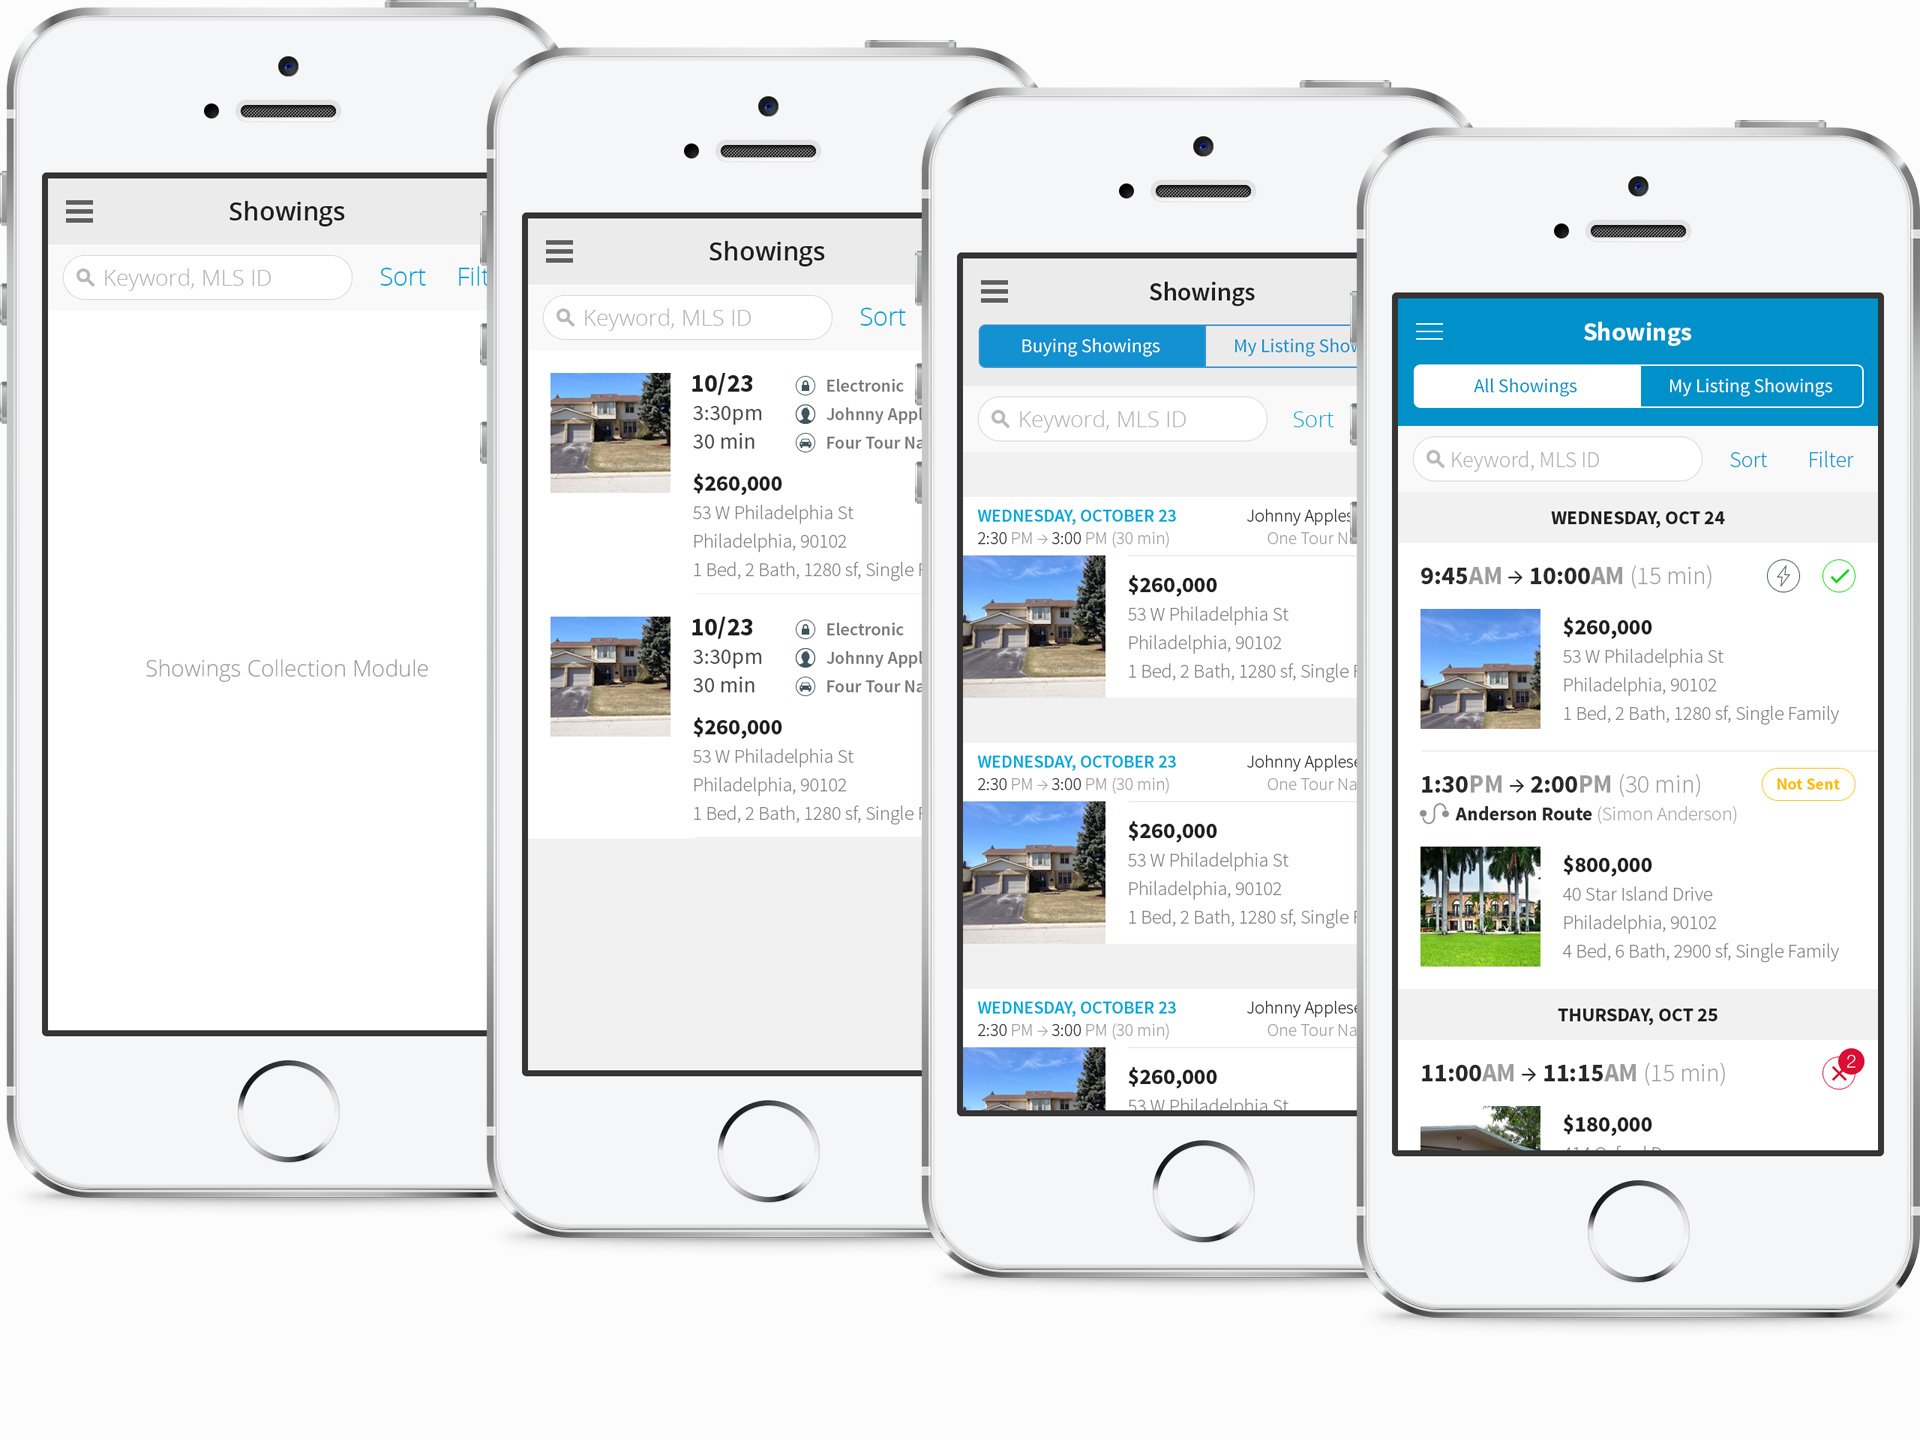 Showings
Keyword, MLS ID
Sort
Showings Collection Module
Showings
Keyword, MLS ID
Sort
10/23
Electronic
3:30pm
Johnny
30 min
Four Tour
$260,000
53 W Philadelphia St
Philadelphia, 90102
1 Bed, 2 Bath, 1280 sf, Single
10/23
Electronic
3:30pm
Johnny
30 min
Four Tour
$260,000
53 W Philadelphia St
Philadelphia, 90102
1 Bed, 2 Bath, 1280 sf, Single
Showings
Buying Showings
My Listing
Keyword, MLS ID
Sort
WEDNESDAY, OCTOBER 23
Johnny
2:30 PM → 3:00 PM (30 min)
One Tour
$260,000
53 W Philadelphia St
Philadelphia, 90102
1 Bed, 2 Bath, 1280 sf, Single
WEDNESDAY, OCTOBER 23
Johnny
2:30 PM → 3:00 PM (30 min)
One Tour
$260,000
53 W Philadelphia St
Philadelphia, 90102
1 Bed, 2 Bath, 1280 sf, Single
WEDNESDAY, OCTOBER 23
Johnny
2:30 PM → 3:00 PM (30 min)
One Tour
$260,000
53 W Philadelphia St
Showings
All Showings
My Listing Showings
Keyword, MLS ID
Sort
Filter
WEDNESDAY, OCT 24
9:45AM → 10:00AM (15 min)
$260,000
53 W Philadelphia St
Philadelphia, 90102
1 Bed, 2 Bath, 1280 sf, Single Family
1:30PM → 2:00PM (30 min)
Not Sent
Anderson Route (Simon Anderson)
$800,000
40 Star Island Drive
Philadelphia, 90102
4 Bed, 6 Bath, 2900 sf, Single Family
THURSDAY, OCT 25
11:00AM → 11:15AM (15 min)
2
$180,000